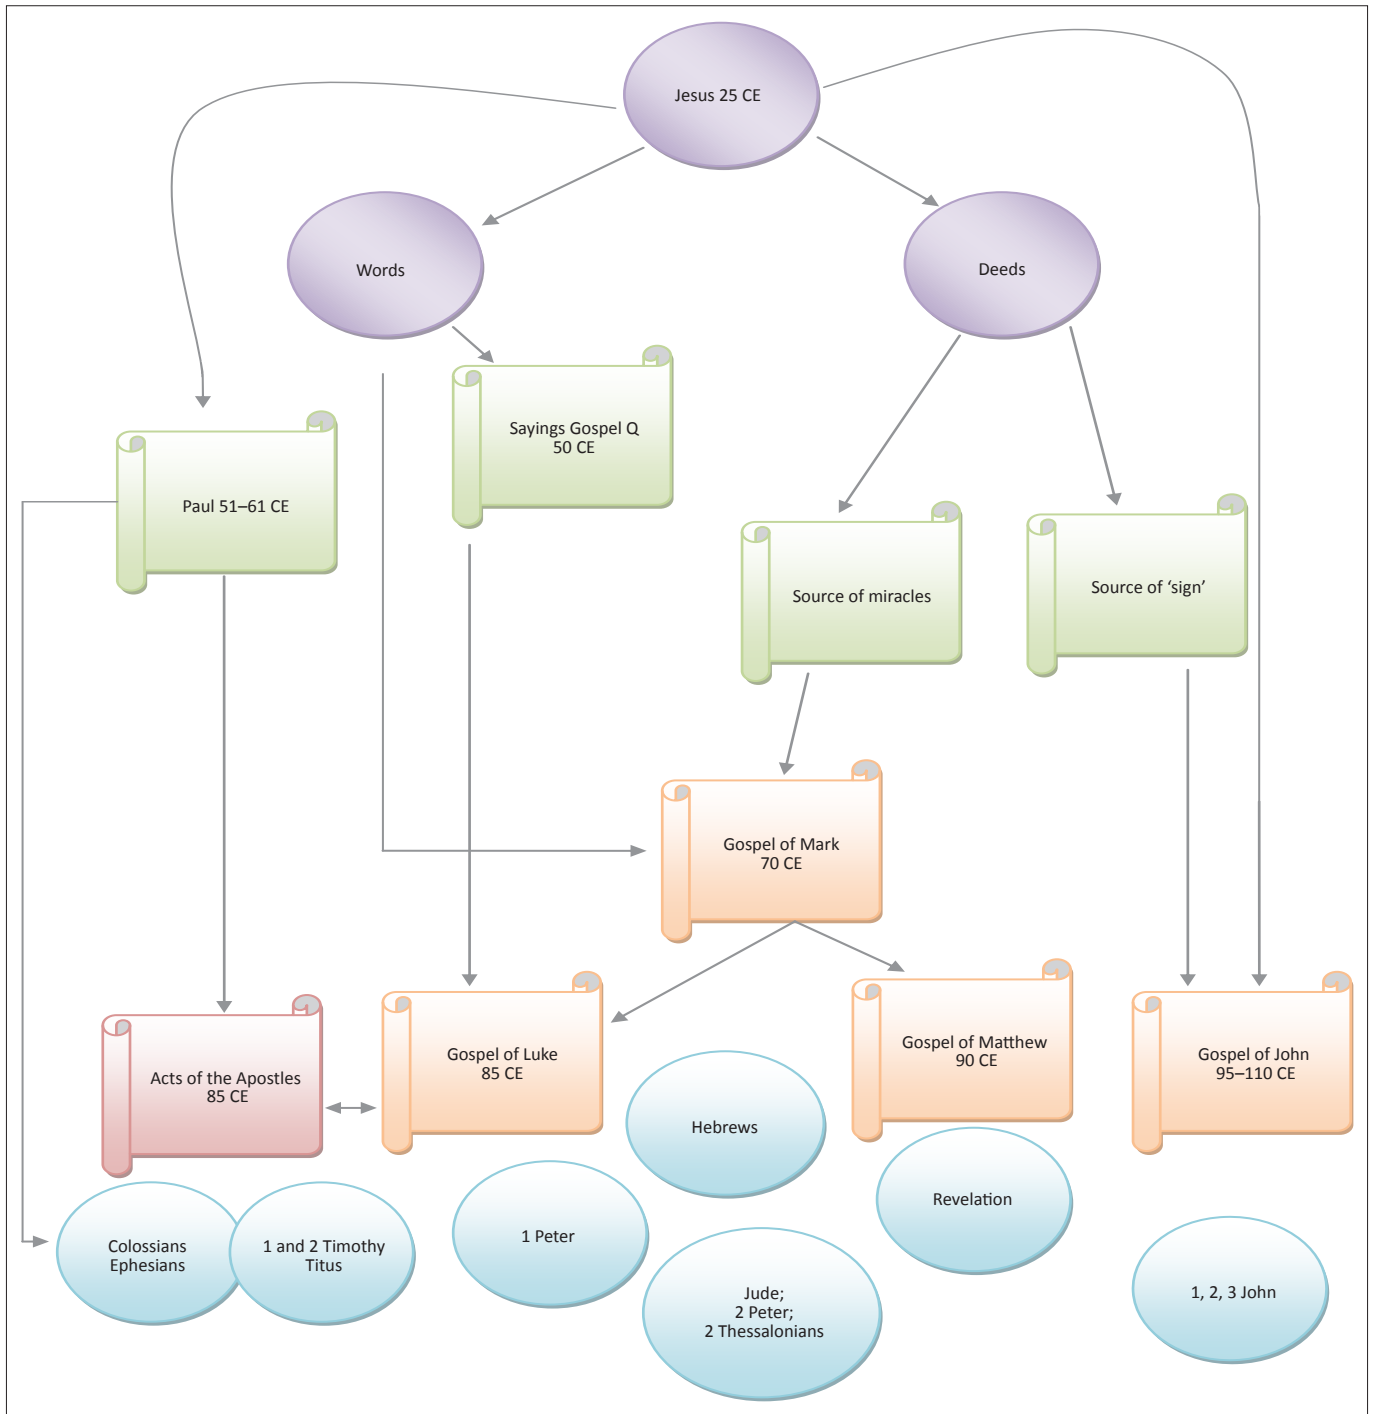 Jesus 25 CE
Words
Deeds
Sayings Gospel Q
50 CE
Paul 51–61 CE
Source of miracles
Source of ‘sign’
Gospel of Mark
70 CE
Acts of the Apostles
85 CE
Gospel of Luke
85 CE
Gospel of Matthew
90 CE
Gospel of John
95–110 CE
Hebrews
Revelation
Colossians
Ephesians
1 and 2 Timothy
Titus
1 Peter
Jude;
2 Peter;
2 Thessalonians
1, 2, 3 John